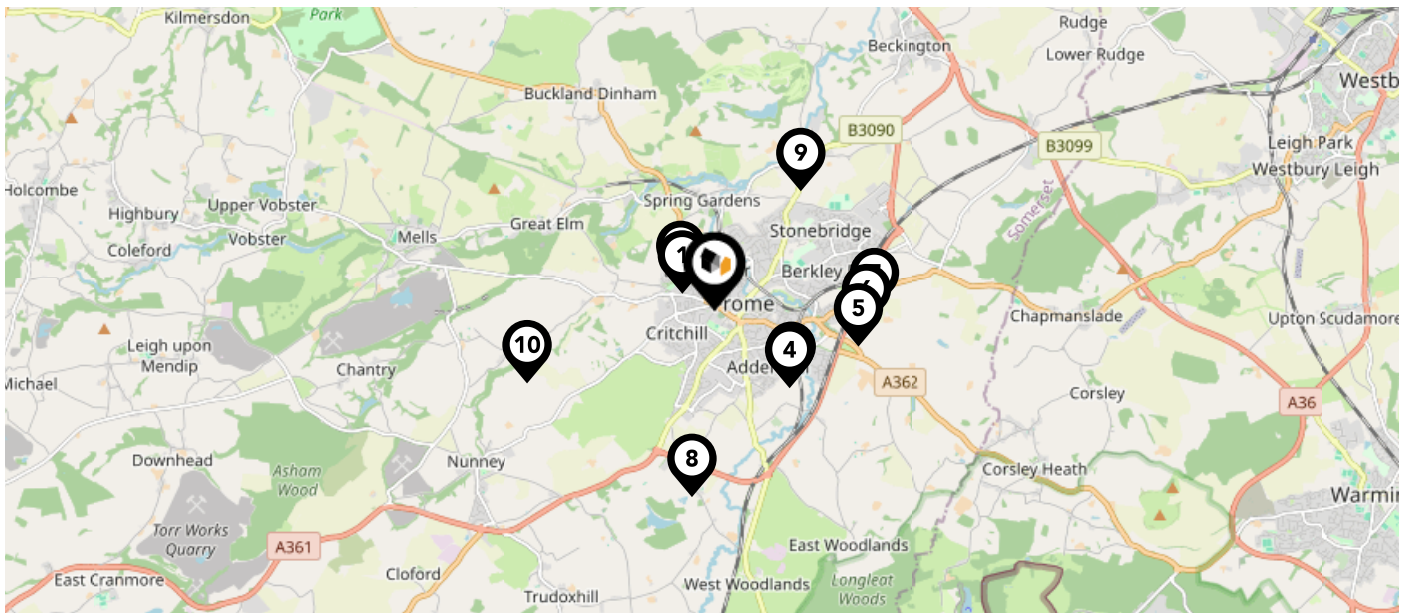 Kilmersdon
Park
Rudge
Beckington
Lower Rudge
Westb
Buckland Dinham
B3090
B3099
Leigh Park
9
Westbury Leigh
Holcombe
Upper Vobster
Spring Gardens
Highbury
Great Elm
Somerset
Stonebridge
Mells
Vobster
Coleford
1
Berkley
rome
5
Chapmanslade
Upton Scudamore
Critchill
Leigh upon
Mendip
10
4
Chantry
Adde
Michael
A362
Corsley
A36
Downhead
Nunney
8
Corsley Heath
Asham
Wood
Warmin
Torr Works
Quarry
A361
East Woodlands
East Cranmore
Cloford
West Woodlands
Longleat
Woods
Trudoxhill